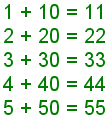 1 + 10 = 11
2 + 20 = 22
3 + 30 = 33
4 + 40 = 44
5 + 50 = 55